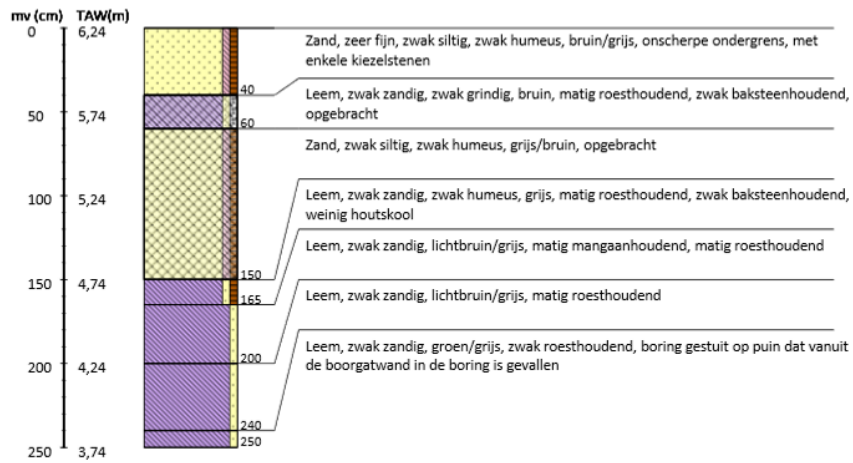 mv (cm) TAW(m)
0 6,24
Zand, zeer fijn, zwak siltig, zwak humeus, bruin/grijs, onscherpe ondergrens, met
enkele kiezelstenen
40
Leem, zwak zandig, zwak grindig, bruin, matig roesthoudend, zwak baksteenhoudend,
opgebracht
50 5,74
60
Zand, zwak siltig, zwak humeus, grijs/bruin, opgebracht
100 5,24
Leem, zwak zandig, zwak humeus, grijs, matig roesthoudend, zwak baksteenhoudend,
weinig houtskool
Leem, zwak zandig, lichtbruin/grijs, matig mangaanhoudend, matig roesthoudend
150
150 4,74
Leem, zwak zandig, lichtbruin/grijs, matig roesthoudend
165
Leem, zwak zandig, groen/grijs, zwak roesthoudend, boring gestuit op puin dat vanuit
de boorgatwand in de boring is gevallen
200
200 4,24
240
250
250 3,74